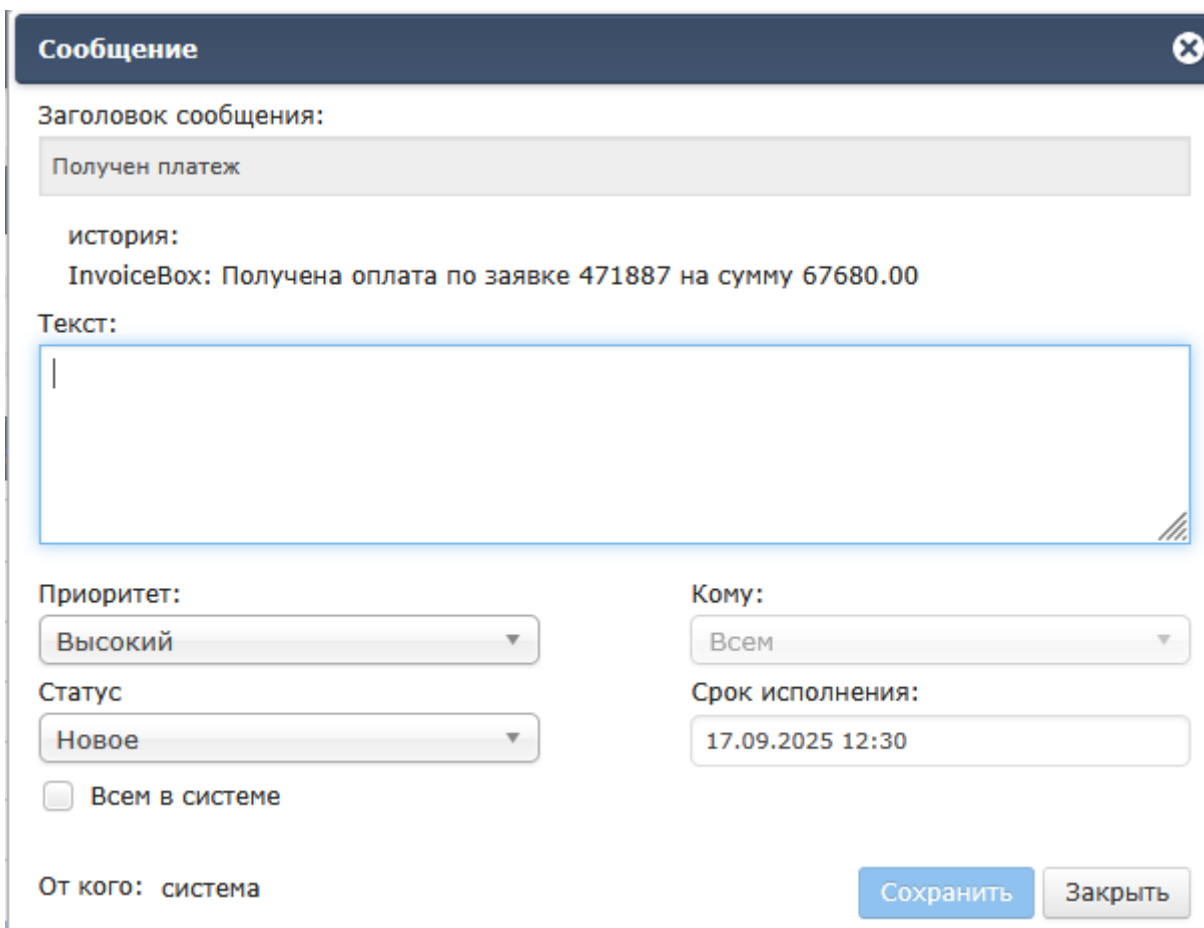 Сообщение
Заголовок сообщения:
Получен платеж
история:
InvoiceBox: Получена оплата по заявке 471887 на сумму 67680.00
Текст:
Приоритет:
Кому:
Высокий
Всем
Статус
Срок исполнения:
Новое
17.09.2025 12:30
Всем в системе
От кого: система
Сохранить
Закрыть